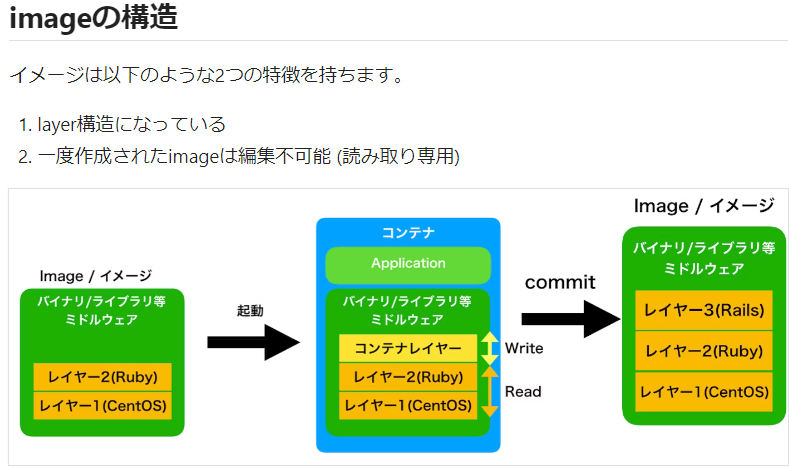 imageの構造
イメージは以下のような2つの特徴を持ちます。
1. layer構造になっている
2. 一度作成されたimageは編集不可能 (読み取り専用)
Image / イメージ
バイナリ/ライブラリ等
ミドルウェア
レイヤー2(Ruby)
レイヤー1(CentOS)
起動
コンテナ
Application
バイナリ/ライブラリ等
ミドルウェア
コンテナレイヤー
レイヤー2(Ruby)
レイヤー1(CentOS)
Write
Read
commit
Image / イメージ
バイナリ/ライブラリ等
ミドルウェア
レイヤー3(Rails)
レイヤー2(Ruby)
レイヤー1(CentOS)